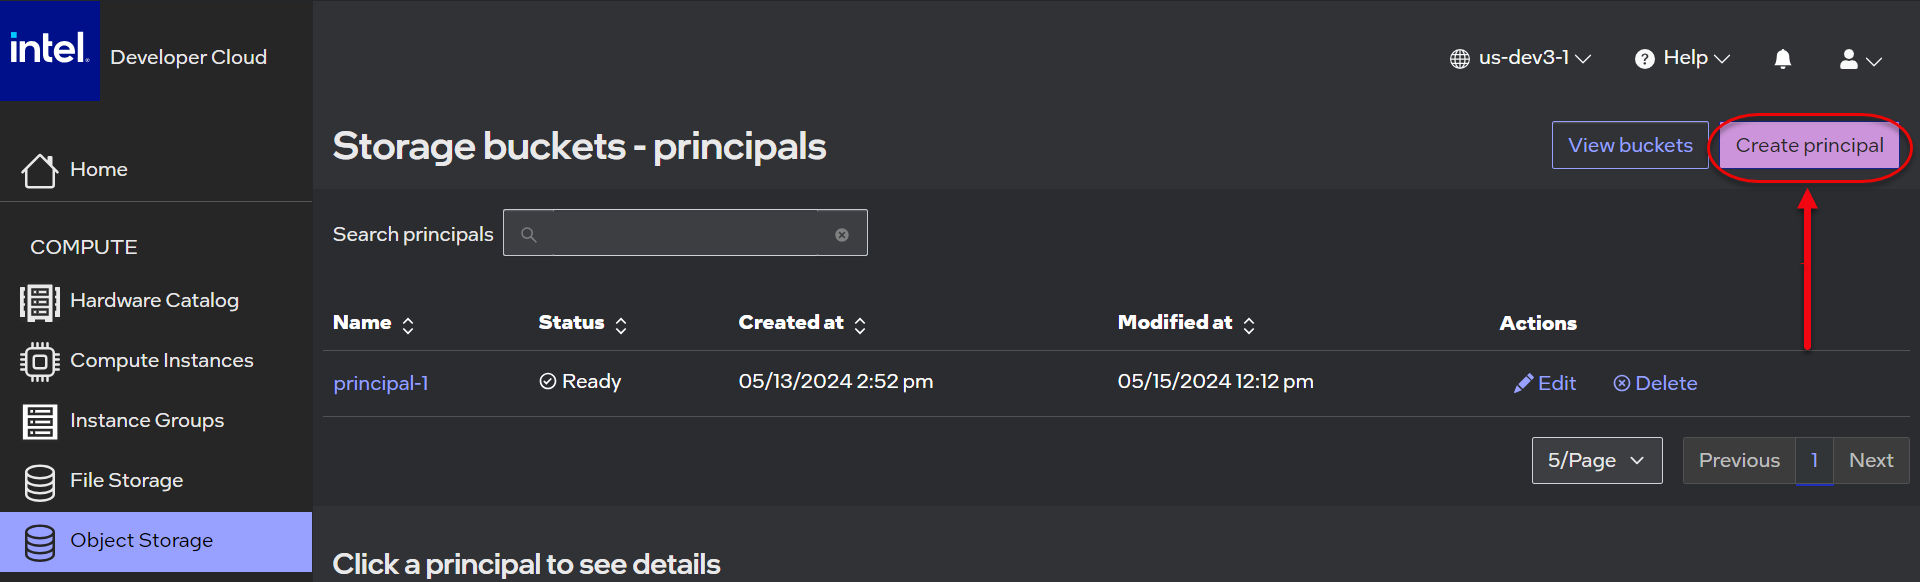 intel.
Developer Cloud
us-dev3-1
? Help
Home
COMPUTE
Hardware Catalog
Compute Instances
Instance Groups
File Storage
Object Storage
Storage buckets - principals
View buckets
Create principal
Search principals
Name Status Created at Modified at Actions
principal-1 Ready 05/13/2024 2:52 pm 05/15/2024 12:12 pm Edit Delete
5/Page Previous 1 Next
Click a principal to see details